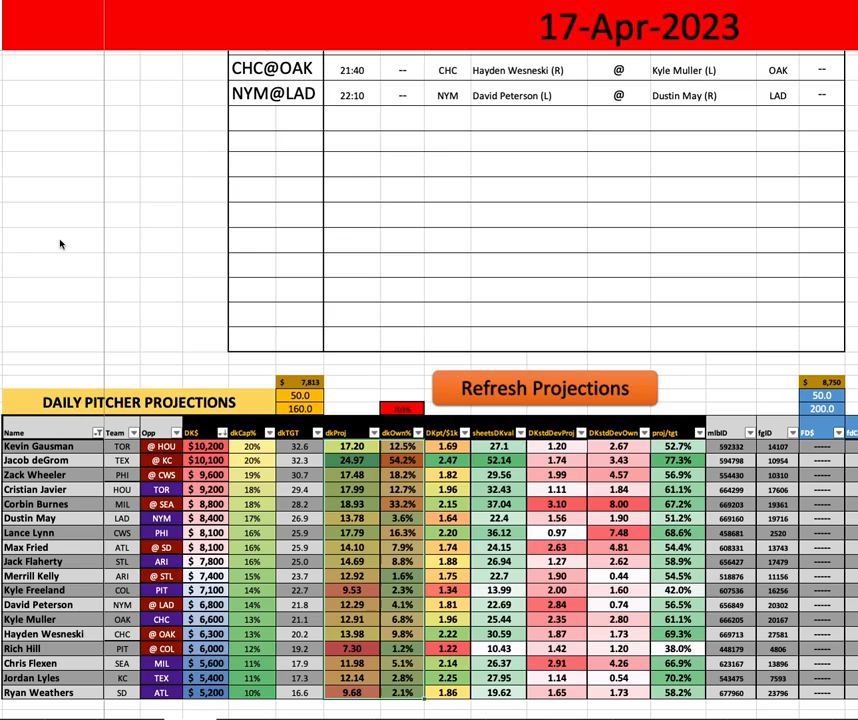 17-Apr-2023
CHC@OAK 21:40 -- CHC Hayden Wesneski (R) @ Kyle Muller (L) OAK --
NYM@LAD 22:10 -- NYM David Peterson (L) @ Dustin May (R) LAD --
$ 7,813 $ 8,750
DAILY PITCHER PROJECTIONS 50.0 Refresh Projections 50.0
160.0 200.0
Name Team Opp DK$ dkCap% dkTGT dkProj dkOwn% DKpt/$1k sheetsDKval DKstdDevProj DKstdDevOwn proj/tgt mlbID fgID FD$
Kevin Gausman TOR @ HOU $10,200 20% 32.6 17.20 12.5% 1.69 27.1 1.20 2.67 52.7% 592332 14107 -----
Jacob deGrom TEX @ KC $10,100 20% 32.3 24.97 54.2% 2.47 52.14 1.74 3.43 77.3% 594798 10954 -----
Zack Wheeler PHI @ CWS $ 9,600 19% 30.7 17.48 18.2% 1.82 29.56 1.99 4.57 56.9% 554430 10310 -----
Cristian Javier HOU TOR $ 9,200 18% 29.4 17.99 12.7% 1.96 32.43 1.11 1.84 61.1% 664299 17606 -----
Corbin Burnes MIL @ SEA $ 8,800 18% 28.2 18.93 33.2% 2.15 37.04 3.10 8.00 67.2% 669203 19361 -----
Dustin May LAD NYM $ 8,400 17% 26.9 13.78 3.6% 1.64 22.4 1.56 1.90 51.2% 669160 19716 -----
Lance Lynn CWS PHI $ 8,100 16% 25.9 17.79 16.3% 2.20 36.12 0.97 7.48 68.6% 458681 2520 -----
Max Fried ATL @ SD $ 8,100 16% 25.9 14.10 7.9% 1.74 24.15 2.63 4.81 54.4% 608331 13743 -----
Jack Flaherty STL ARI $ 7,800 16% 25.0 14.69 8.8% 1.88 26.94 1.27 2.62 58.9% 656427 17479 -----
Merrill Kelly ARI @ STL $ 7,400 15% 23.7 12.92 1.6% 1.75 22.7 1.90 0.44 54.5% 518876 11156 -----
Kyle Freeland COL PIT $ 7,100 14% 22.7 9.53 2.3% 1.34 13.99 2.00 1.60 42.0% 607536 16256 -----
David Peterson NYM @ LAD $ 6,800 14% 21.8 12.29 4.1% 1.81 22.69 2.84 0.74 56.5% 656849 20302 -----
Kyle Muller OAK CHC $ 6,600 13% 21.1 12.91 6.8% 1.96 25.44 2.35 2.80 61.1% 666205 20167 -----
Hayden Wesneski CHC @ OAK $ 6,300 13% 20.2 13.98 9.8% 2.22 30.59 1.87 1.73 69.3% 669713 27581 -----
Rich Hill PIT @ COL $ 6,000 12% 19.2 7.30 1.2% 1.22 10.43 1.42 1.20 38.0% 448179 4806 -----
Chris Flexen SEA MIL $ 5,600 11% 17.9 11.98 5.1% 2.14 26.37 2.91 4.26 66.9% 623167 13896 -----
Jordan Lyles KC TEX $ 5,400 11% 17.3 12.14 2.8% 2.25 27.95 1.14 0.54 70.2% 543475 7593 -----
Ryan Weathers SD ATL $ 5,200 10% 16.6 9.68 2.1% 1.86 19.62 1.65 1.73 58.2% 677960 23796 -----